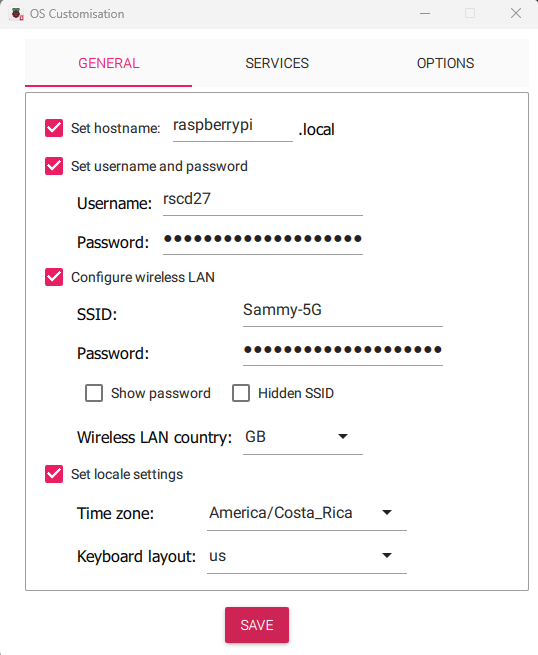 OS Customisation
GENERAL SERVICES OPTIONS
Set hostname: raspberrypi .local
Set username and password
Username: rscd27
Password: ●●●●●●●●●●●●●●●●●●●●
Configure wireless LAN
SSID: Sammy-5G
Password: ●●●●●●●●●●●●●●●●●●●●
Show password Hidden SSID
Wireless LAN country: GB
Set locale settings
Time zone: America/Costa_Rica
Keyboard layout: us
SAVE